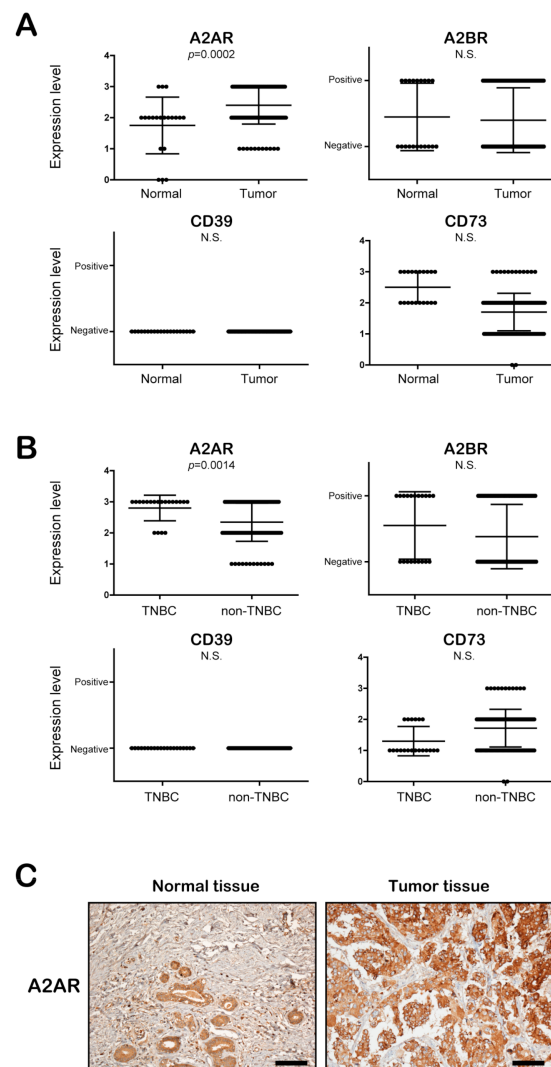 A
A2AR
p=0.0002
Expression level
4
3
2
1
0
Normal
Tumor
A2BR
N.S.
Positive
Negative
Normal
Tumor
CD39
N.S.
Expression level
Positive
Negative
Normal
Tumor
CD73
N.S.
4
3
2
1
0
Normal
Tumor
B
A2AR
p=0.0014
Expression level
4
3
2
1
0
TNBC
non-TNBC
A2BR
N.S.
Positive
Negative
TNBC
non-TNBC
CD39
N.S.
Expression level
Positive
Negative
TNBC
non-TNBC
CD73
N.S.
4
3
2
1
0
TNBC
non-TNBC
C
Normal tissue
Tumor tissue
A2AR